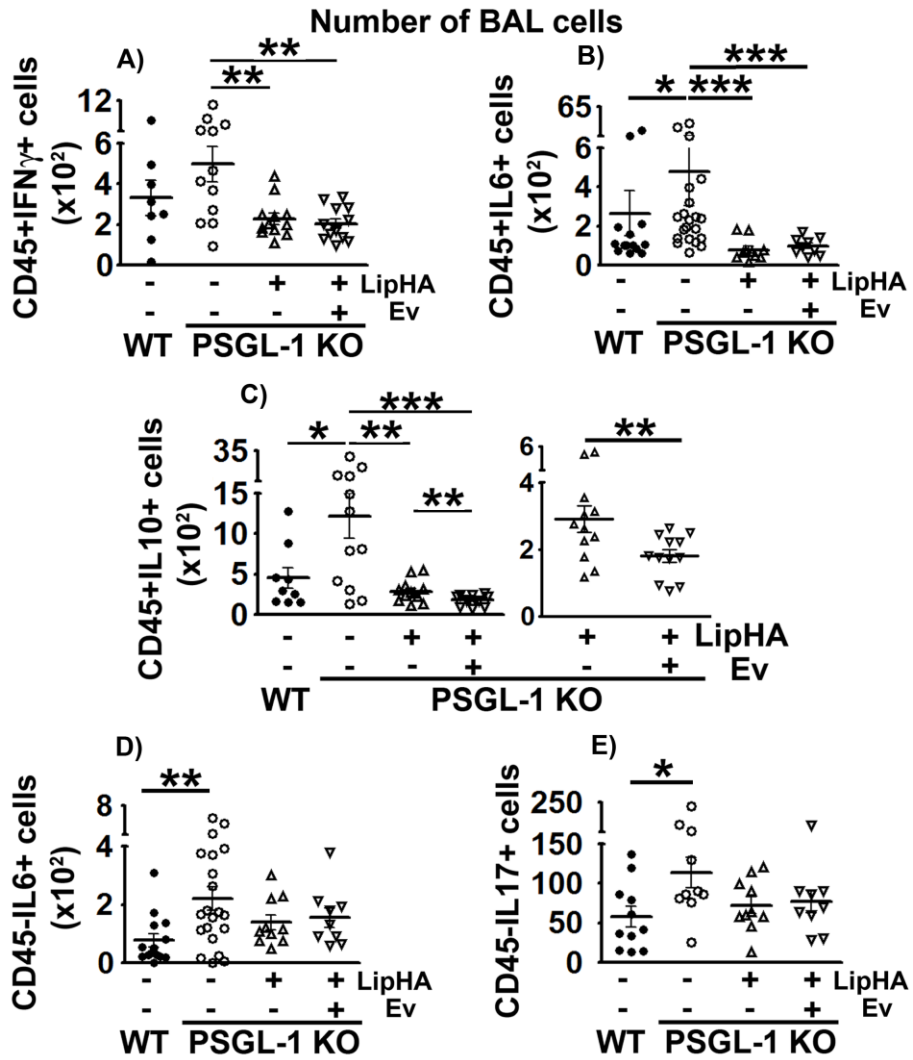 Number of BAL cells
A)
CD45+IFNγ+ cells
(x10²)
12
6
4
2
0
**
**
- - + + LipHA
- - - + Ev
WT PSGL-1 KO
B)
CD45+IL6+ cells
(x10²)
65
6
4
2
0
***
* ***
- - + + LipHA
- - - + Ev
WT PSGL-1 KO
C)
CD45+IL10+ cells
(x10²)
35
15
10
5
0
***
* **
**
6
4
2
0
**
- - + + + + LipHA
- - - + - + Ev
WT PSGL-1 KO
D)
CD45-IL6+ cells
(x10²)
8
4
2
0
**
- - + + LipHA
- - - + Ev
WT PSGL-1 KO
E)
CD45-IL17+ cells
250
150
100
50
0
*
- - + + LipHA
- - - + Ev
WT PSGL-1 KO